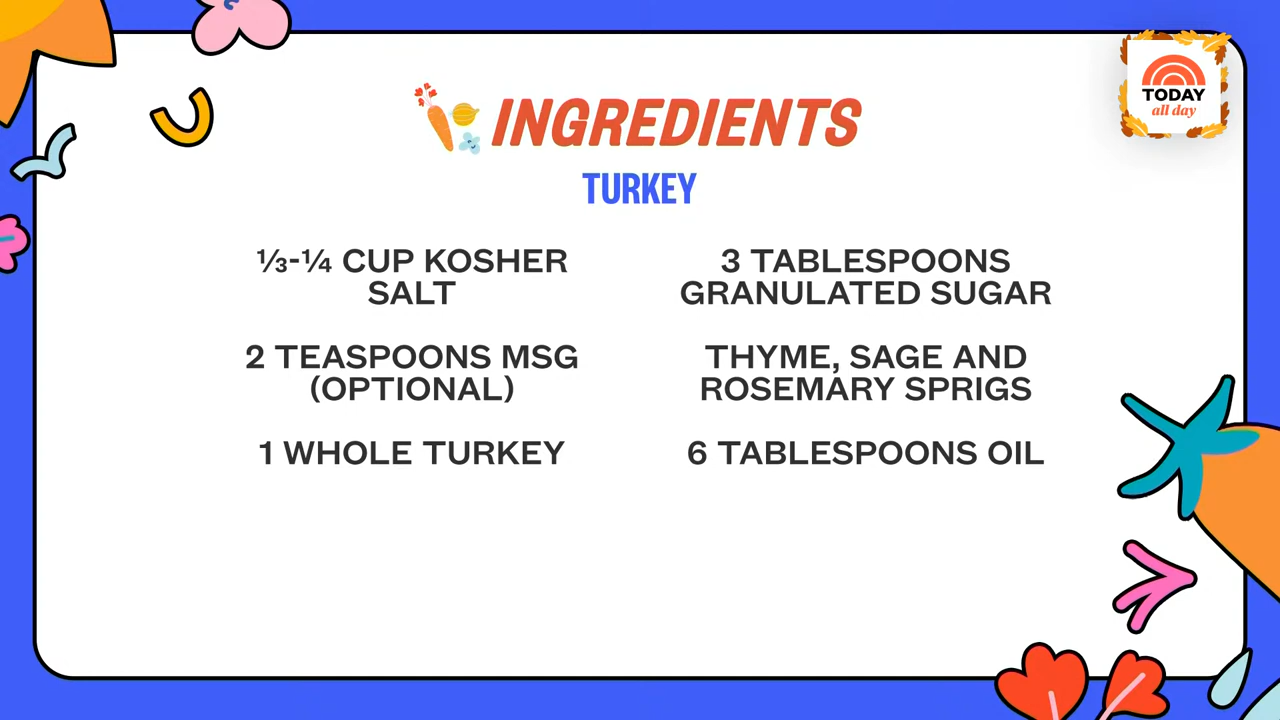 TODAY
all day
INGREDIENTS
TURKEY
⅓-¼ CUP KOSHER
SALT
2 TEASPOONS MSG
(OPTIONAL)
1 WHOLE TURKEY
3 TABLESPOONS
GRANULATED SUGAR
THYME, SAGE AND
ROSEMARY SPRIGS
6 TABLESPOONS OIL